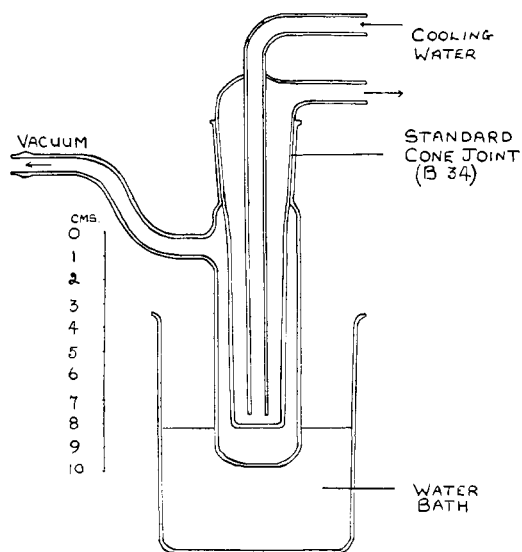 COOLING
WATER
VACUUM
STANDARD
CONE JOINT
(B 34)
CMS.
0
1
2
3
4
5
6
7
8
9
10
WATER
BATH